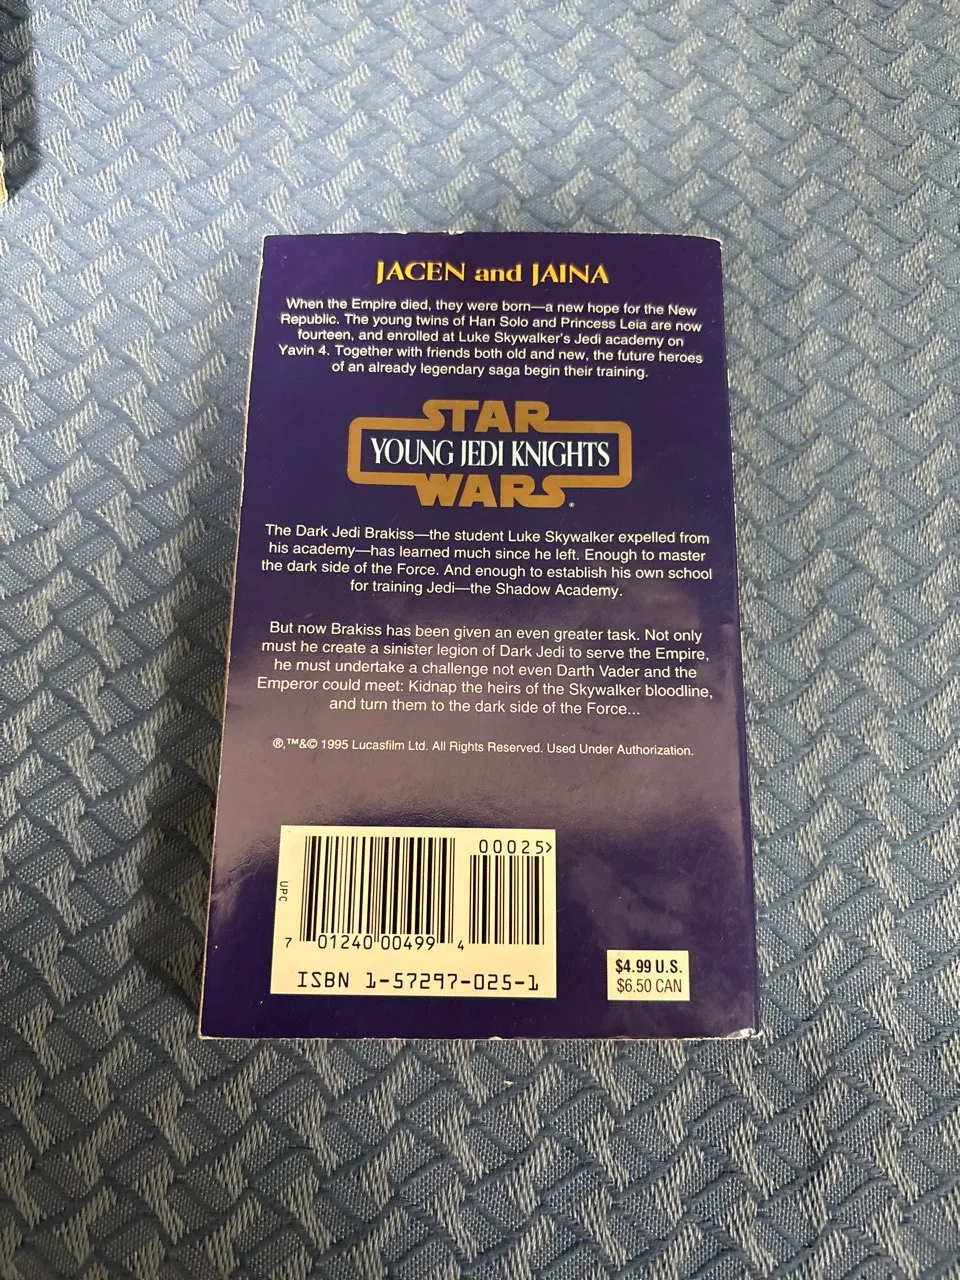 JACEN and JAINA
When the Empire died, they were born—a new hope for the New
Republic. The young twins of Han Solo and Princess Leia are now
fourteen, and enrolled at Luke Skywalker's Jedi academy on
Yavin 4. Together with friends both old and new, the future heroes
of an already legendary saga begin their training.
STAR
YOUNG JEDI KNIGHTS
WARS®
The Dark Jedi Brakiss—the student Luke Skywalker expelled from
his academy—has learned much since he left. Enough to master
the dark side of the Force. And enough to establish his own school
for training Jedi—the Shadow Academy.
But now Brakiss has been given an even greater task. Not only
must he create a sinister legion of Dark Jedi to serve the Empire,
he must undertake a challenge not even Darth Vader and the
Emperor could meet: Kidnap the heirs of the Skywalker bloodline,
and turn them to the dark side of the Force...
®,™&© 1995 Lucasfilm Ltd. All Rights Reserved. Used Under Authorization.
00025>
UPC
7 01240 00499 4
ISBN 1-57297-025-1
$4.99 U.S.
$6.50 CAN